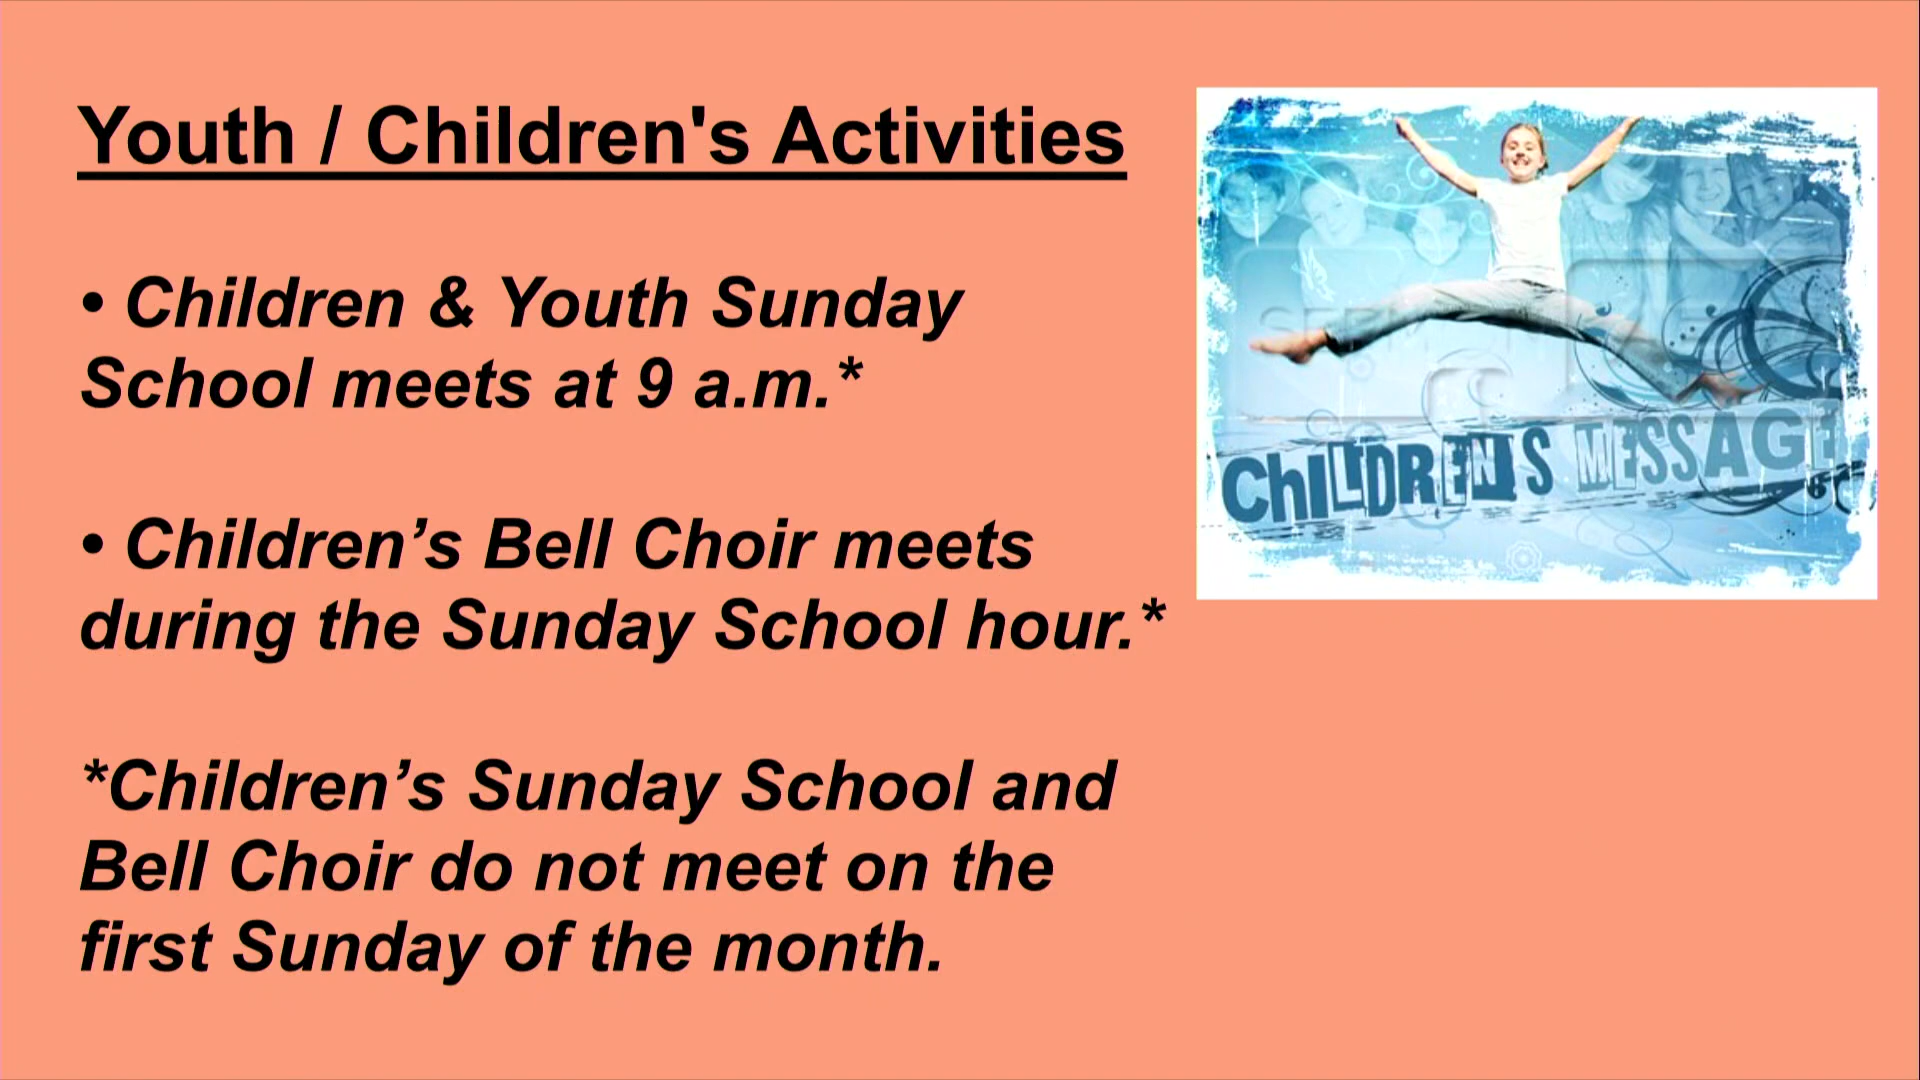 Youth / Children's Activities
• Children & Youth Sunday
School meets at 9 a.m.*
• Children’s Bell Choir meets
during the Sunday School hour.*
*Children’s Sunday School and
Bell Choir do not meet on the
first Sunday of the month.
ChILDREN'S MESSAGE